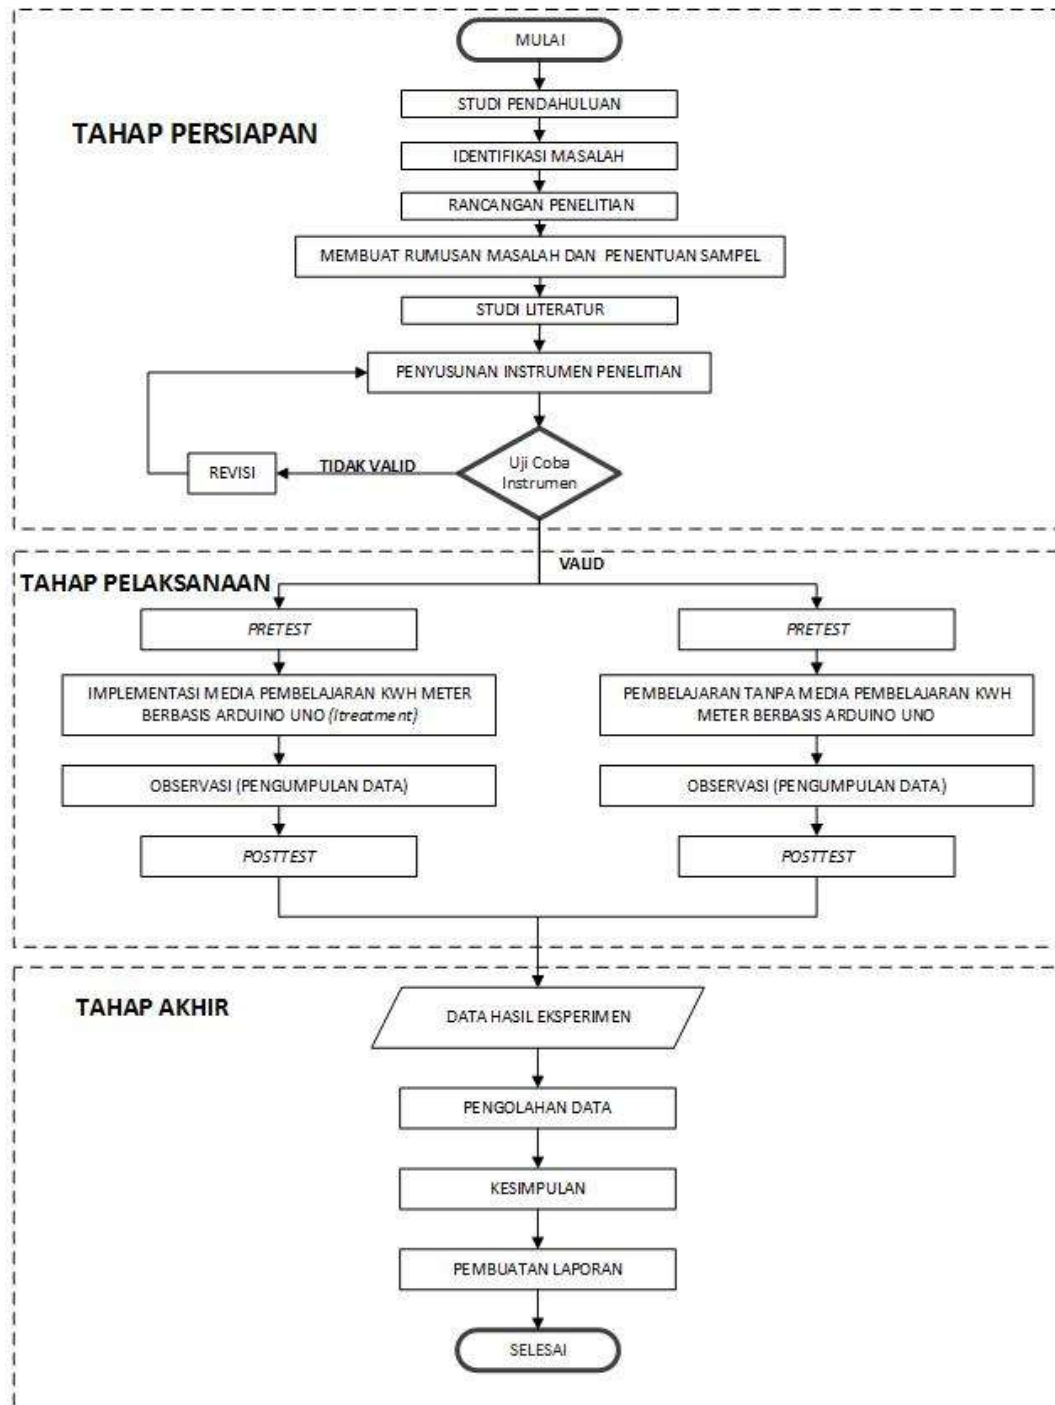 MULAI
STUDI PENDAHULUAN
TAHAP PERSIAPAN
IDENTIFIKASI MASALAH
RANCANGAN PENELITIAN
MEMBUAT RUMUSAN MASALAH DAN PENENTUAN SAMPEL
STUDI LITERATUR
PENYUSUNAN INSTRUMEN PENELITIAN
Uji Coba
Instrumen
TIDAK VALID
REVISI
VALID
TAHAP PELAKSANAAN
PRETEST
IMPLEMENTASI MEDIA PEMBELAJARAN KWH METER
BERBASIS ARDUINO UNO (Itreatment)
OBSERVASI (PENGUMPULAN DATA)
POSTTEST
PRETEST
PEMBELAJARAN TANPA MEDIA PEMBELAJARAN KWH
METER BERBASIS ARDUINO UNO
OBSERVASI (PENGUMPULAN DATA)
POSTTEST
TAHAP AKHIR
DATA HASIL EKSPERIMEN
PENGOLAHAN DATA
KESIMPULAN
PEMBUATAN LAPORAN
SELESAI